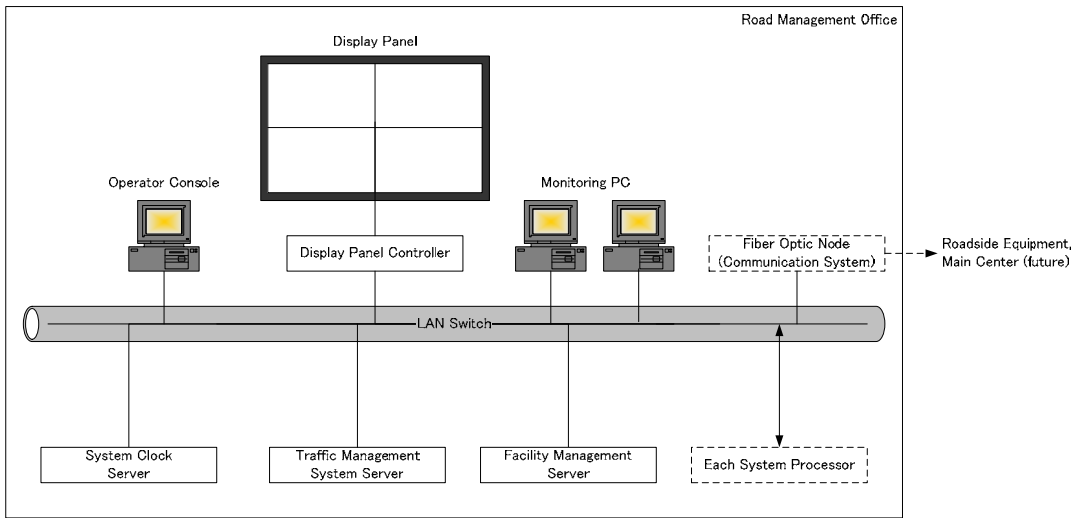 Road Management Office
Display Panel
Operator Console
Monitoring PC
Display Panel Controller
Fiber Optic Node
(Communication System)
Roadside Equipment,
Main Center (future)
LAN Switch
System Clock
Server
Traffic Management
System Server
Facility Management
Server
Each System Processor